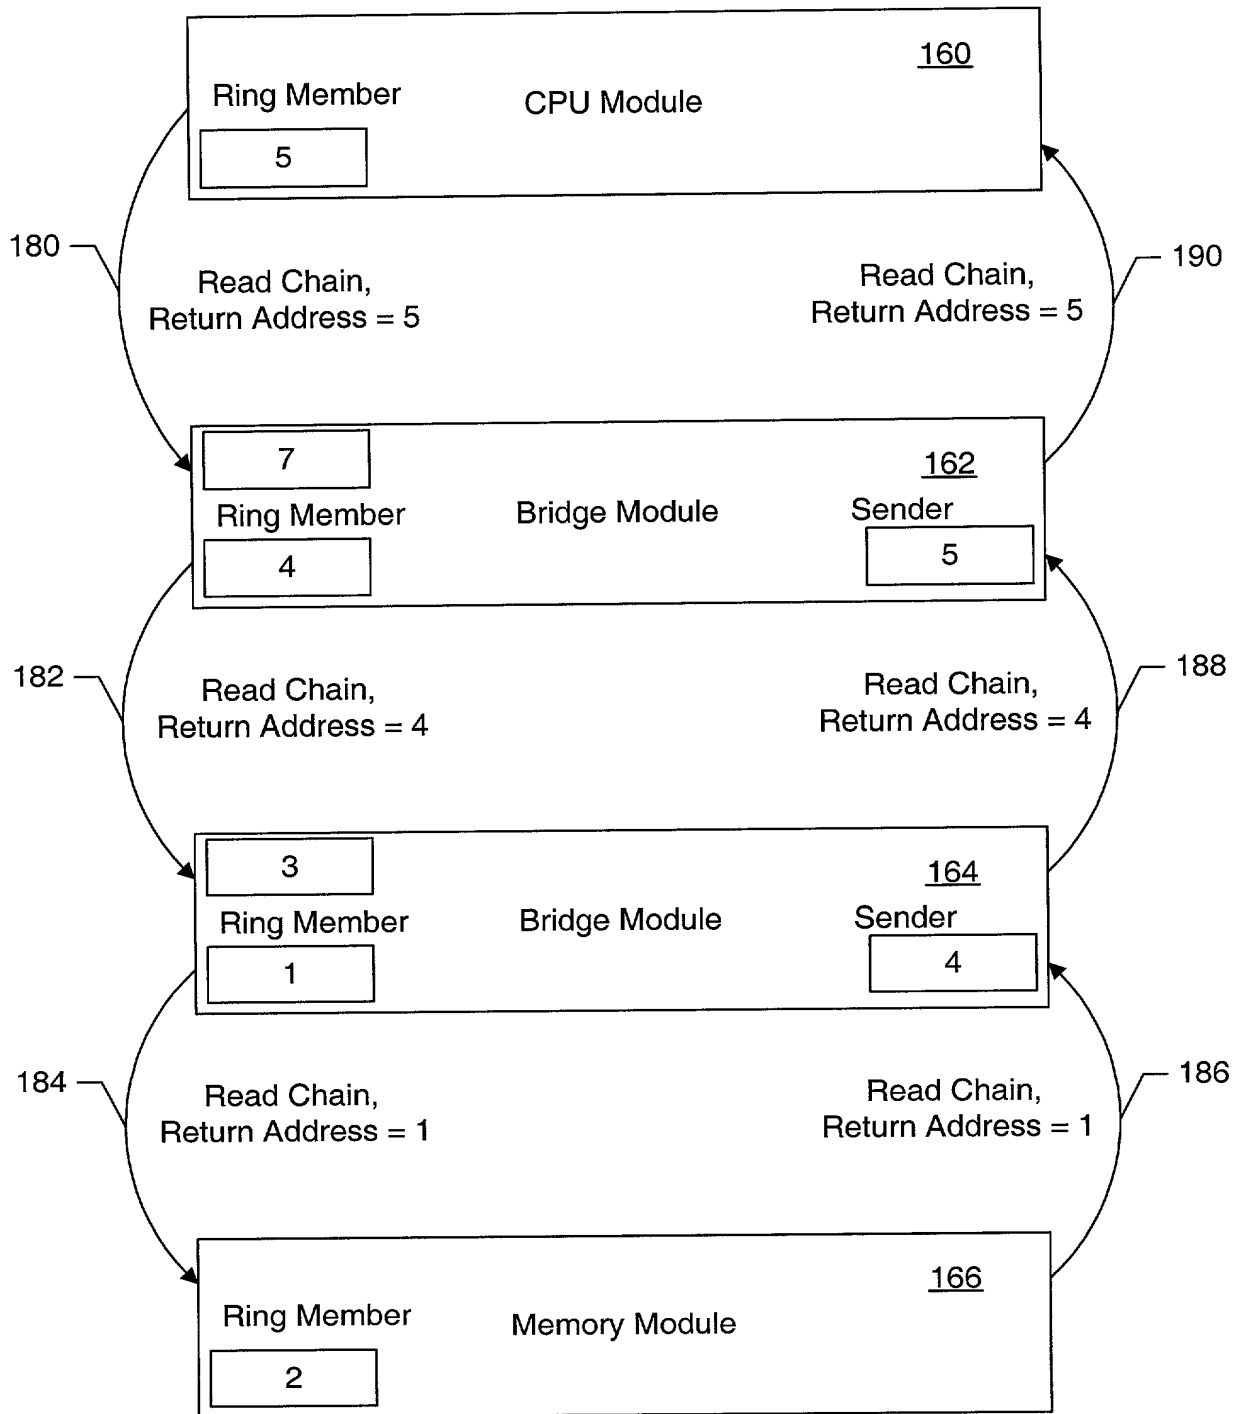 160
Ring Member
CPU Module
5
180
190
Read Chain,
Return Address = 5
Read Chain,
Return Address = 5
7
162
Ring Member
Bridge Module
Sender
4
5
182
188
Read Chain,
Return Address = 4
Read Chain,
Return Address = 4
3
164
Ring Member
Bridge Module
Sender
1
4
184
186
Read Chain,
Return Address = 1
Read Chain,
Return Address = 1
166
Ring Member
Memory Module
2